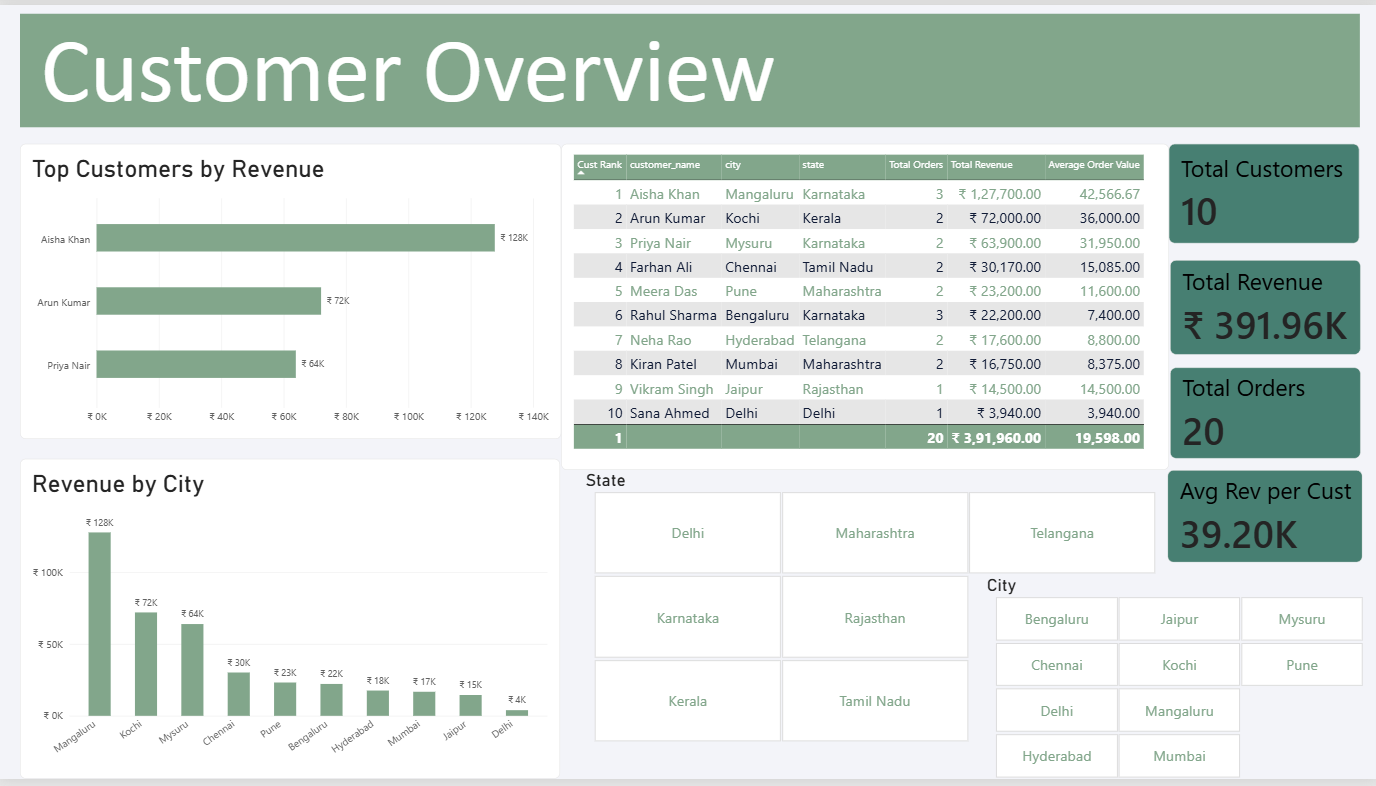 Customer Overview
Top Customers by Revenue
Aisha Khan ₹ 128K
Arun Kumar ₹ 72K
Priya Nair ₹ 64K
₹ 0K ₹ 20K ₹ 40K ₹ 60K ₹ 80K ₹ 100K ₹ 120K ₹ 140K
Cust Rank customer_name city state Total Orders Total Revenue Average Order Value
1 Aisha Khan Mangaluru Karnataka 3 ₹ 1,27,700.00 42,566.67
2 Arun Kumar Kochi Kerala 2 ₹ 72,000.00 36,000.00
3 Priya Nair Mysuru Karnataka 2 ₹ 63,900.00 31,950.00
4 Farhan Ali Chennai Tamil Nadu 2 ₹ 30,170.00 15,085.00
5 Meera Das Pune Maharashtra 2 ₹ 23,200.00 11,600.00
6 Rahul Sharma Bengaluru Karnataka 3 ₹ 22,200.00 7,400.00
7 Neha Rao Hyderabad Telangana 2 ₹ 17,600.00 8,800.00
8 Kiran Patel Mumbai Maharashtra 2 ₹ 16,750.00 8,375.00
9 Vikram Singh Jaipur Rajasthan 1 ₹ 14,500.00 14,500.00
10 Sana Ahmed Delhi Delhi 1 ₹ 3,940.00 3,940.00
1 20 ₹ 3,91,960.00 19,598.00
Total Customers
10
Total Revenue
₹ 391.96K
Total Orders
20
Avg Rev per Cust
39.20K
Revenue by City
₹ 128K
₹ 100K
₹ 72K
₹ 64K
₹ 50K
₹ 30K
₹ 23K
₹ 22K
₹ 18K
₹ 17K
₹ 15K
₹ 4K
₹ 0K
Mangaluru Kochi Mysuru Chennai Pune Bengaluru Hyderabad Mumbai Jaipur Delhi
State
Delhi Maharashtra Telangana
Karnataka Rajasthan
Kerala Tamil Nadu
City
Bengaluru Jaipur Mysuru
Chennai Kochi Pune
Delhi Mangaluru
Hyderabad Mumbai